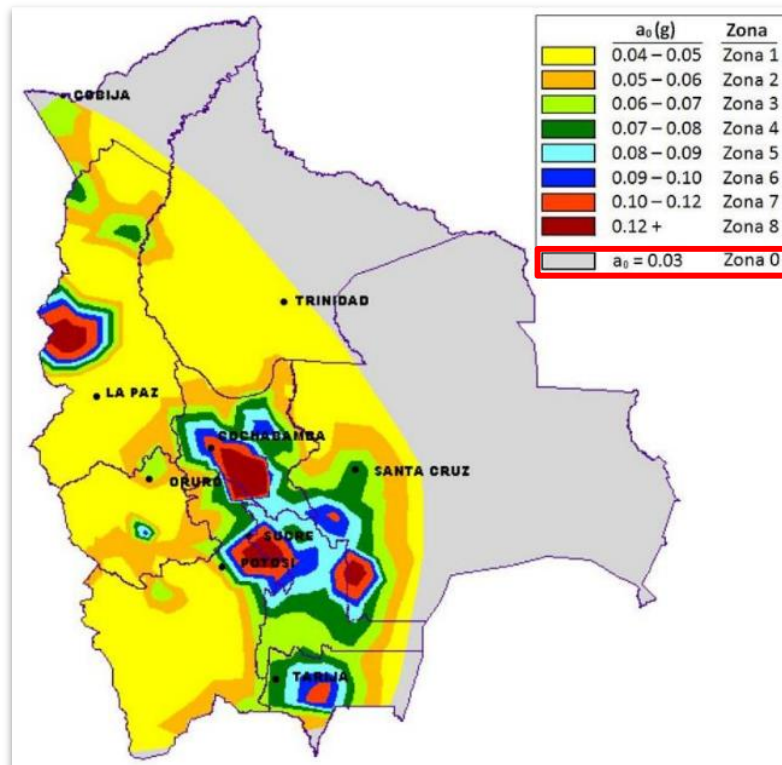 a₀ (g) Zona
0.04 – 0.05 Zona 1
0.05 – 0.06 Zona 2
0.06 – 0.07 Zona 3
0.07 – 0.08 Zona 4
0.08 – 0.09 Zona 5
0.09 – 0.10 Zona 6
0.10 – 0.12 Zona 7
0.12 + Zona 8
a₀ = 0.03 Zona 0
COBIJA
TRINIDAD
LA PAZ
COCHABAMBA
SANTA CRUZ
ORURO
SUCRE
POTOSI
TARIJA